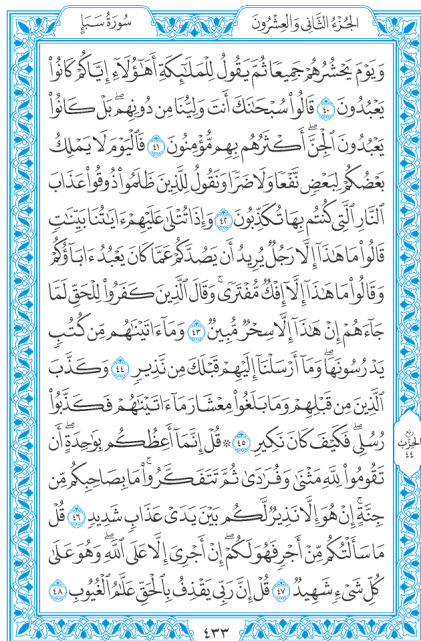 الجُزْءُ الثَّانِي وَالعِشْرُونَ
سُورَةُ سَبَإٍ
وَيَوْمَ يَحْشُرُهُمْ جَمِيعًا ثُمَّ يَقُولُ لِلْمَلَٰٓئِكَةِ أَهَٰٓؤُلَآءِ إِيَّاكُمْ كَانُوا۟
يَعْبُدُونَ ٤٠ قَالُوا۟ سُبْحَٰنَكَ أَنتَ وَلِيُّنَا مِن دُونِهِم ۖ بَلْ كَانُوا۟
يَعْبُدُونَ ٱلْجِنَّ ۖ أَكْثَرُهُم بِهِم مُّؤْمِنُونَ ٤١ فَٱلْيَوْمَ لَا يَمْلِكُ
بَعْضُكُمْ لِبَعْضٍ نَّفْعًا وَلَا ضَرًّا وَنَقُولُ لِلَّذِينَ ظَلَمُوا۟ ذُوقُوا۟ عَذَابَ
ٱلنَّارِ ٱلَّتِى كُنتُم بِهَا تُكَذِّبُونَ ٤٢ وَإِذَا تُتْلَىٰ عَلَيْهِمْ ءَايَٰتُنَا بَيِّنَٰتٍ
قَالُوا۟ مَا هَٰذَآ إِلَّا رَجُلٌ يُرِيدُ أَن يَصُدَّكُمْ عَمَّا كَانَ يَعْبُدُ ءَابَآؤُكُمْ
وَقَالُوا۟ مَا هَٰذَآ إِلَّآ إِفْكٌ مُّفْتَرًى ۚ وَقَالَ ٱلَّذِينَ كَفَرُوا۟ لِلْحَقِّ لَمَّا
جَآءَهُمْ إِنْ هَٰذَآ إِلَّا سِحْرٌ مُّبِينٌ ٤٣ وَمَآ ءَاتَيْنَٰهُم مِّن كُتُبٍ
يَدْرُسُونَهَا ۖ وَمَآ أَرْسَلْنَآ إِلَيْهِمْ قَبْلَكَ مِن نَّذِيرٍ ٤٤ وَكَذَّبَ
ٱلَّذِينَ مِن قَبْلِهِمْ وَمَا بَلَغُوا۟ مِعْشَارَ مَآ ءَاتَيْنَٰهُمْ فَكَذَّبُوا۟
رُسُلِى ۖ فَكَيْفَ كَانَ نَكِيرِ ٤٥ ۞ قُلْ إِنَّمَآ أَعِظُكُم بِوَٰحِدَةٍ ۖ أَن
تَقُومُوا۟ لِلَّهِ مَثْنَىٰ وَفُرَٰدَىٰ ثُمَّ تَتَفَكَّرُوا۟ ۚ مَا بِصَاحِبِكُم مِّن
جِنَّةٍ ۚ إِنْ هُوَ إِلَّا نَذِيرٌ لَّكُم بَيْنَ يَدَىْ عَذَابٍ شَدِيدٍ ٤٦ قُلْ
مَا سَأَلْتُكُم مِّنْ أَجْرٍ فَهُوَ لَكُمْ ۖ إِنْ أَجْرِىَ إِلَّا عَلَى ٱللَّهِ ۖ وَهُوَ عَلَىٰ
كُلِّ شَىْءٍ شَهِيدٌ ٤٧ قُلْ إِنَّ رَبِّى يَقْذِفُ بِٱلْحَقِّ عَلَّٰمُ ٱلْغُيُوبِ ٤٨
ربع
الحزب
٤٤
٤٣٣